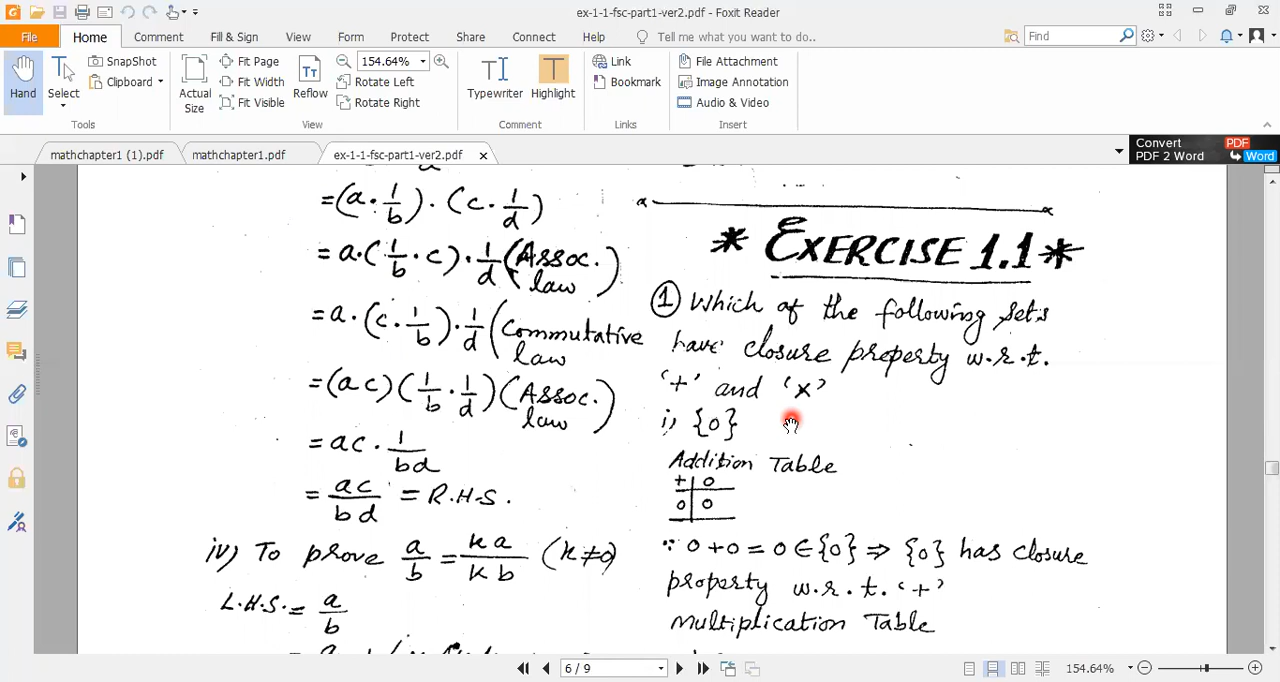 ex-1-1-fsc-part1-ver2.pdf - Foxit Reader
File Home Comment Fill & Sign View Form Protect Share Connect Help Tell me what you want to do.. Find
Hand
Select
SnapShot
Clipboard
Tools
Actual Size
Fit Page
Fit Width
Fit Visible
Reflow
154.64%
Rotate Left
Rotate Right
View
Typewriter
Highlight
Comment
Link
Bookmark
Links
File Attachment
Image Annotation
Audio & Video
Insert
mathchapter1 (1).pdf mathchapter1.pdf ex-1-1-fsc-part1-ver2.pdf
Convert PDF
PDF 2 Word Word
=(a·1/b)·(c·1/d)
=a·(1/b·c)·1/d (Assoc. law)
=a·(c·1/b)·1/d (Commutative law)
=(ac)(1/b·1/d) (Assoc. law)
=ac·1/bd
=ac/bd = R.H.S.
iv) To prove a/b = ka/kb (k≠0)
L.H.S. = a/b
* EXERCISE 1.1 *
① Which of the following sets
have closure property w.r.t.
'+' and '×'
i) {0}
Addition Table
+ 0
0 0
∵ 0+0=0∈{0} ⇒ {0} has closure
property w.r.t. '+'
multiplication Table
6 / 9
154.64%